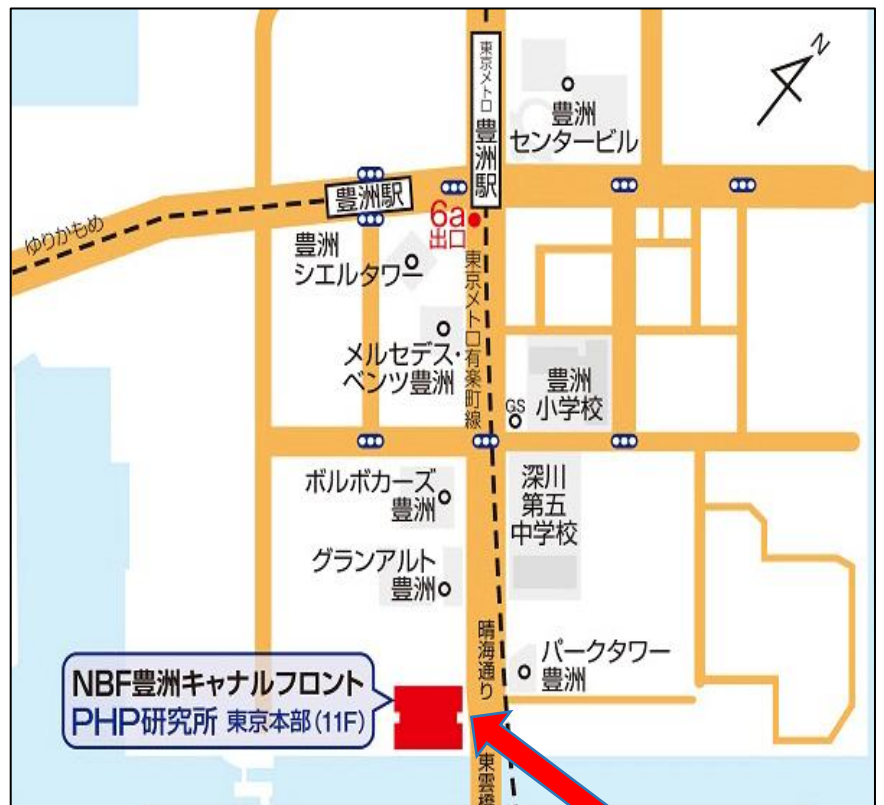 N
東京メトロ 豊洲駅
豊洲
センタービル
豊洲駅
6a
出口
ゆりかもめ
豊洲
シエルタワー
東京メトロ有楽町線
メルセデス・
ベンツ豊洲
豊洲
小学校
GS
ボルボカーズ
豊洲
深川
第五
中学校
グランアルト
豊洲
晴海通り
パークタワー
豊洲
NBF豊洲キャナルフロント
PHP研究所 東京本部(11F)
東雲橋